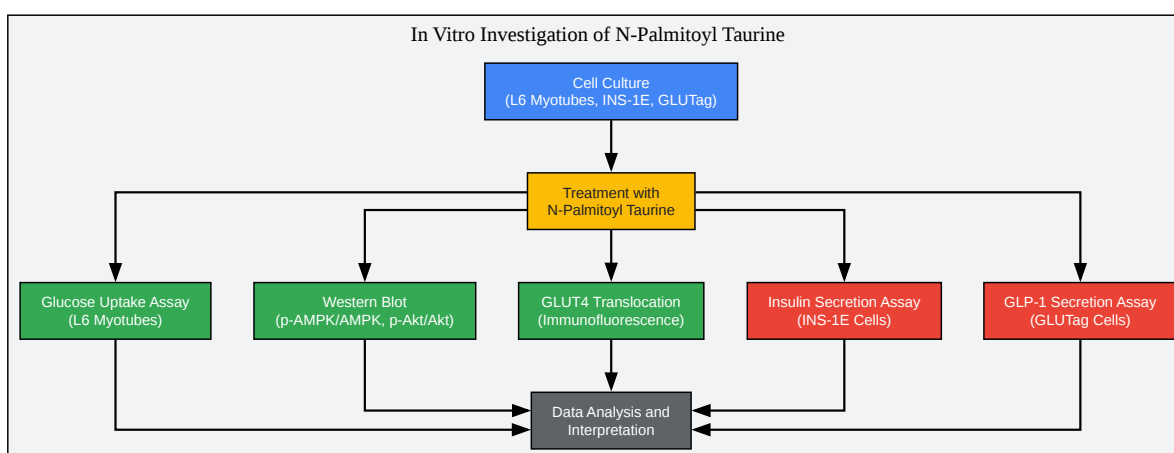 In Vitro Investigation of N-Palmitoyl Taurine
Cell Culture
(L6 Myotubes, INS-1E, GLUTag)
Treatment with
N-Palmitoyl Taurine
Glucose Uptake Assay
(L6 Myotubes)
Western Blot
(p-AMPK/AMPK, p-Akt/Akt)
GLUT4 Translocation
(Immunofluorescence)
Insulin Secretion Assay
(INS-1E Cells)
GLP-1 Secretion Assay
(GLUTag Cells)
Data Analysis and
Interpretation